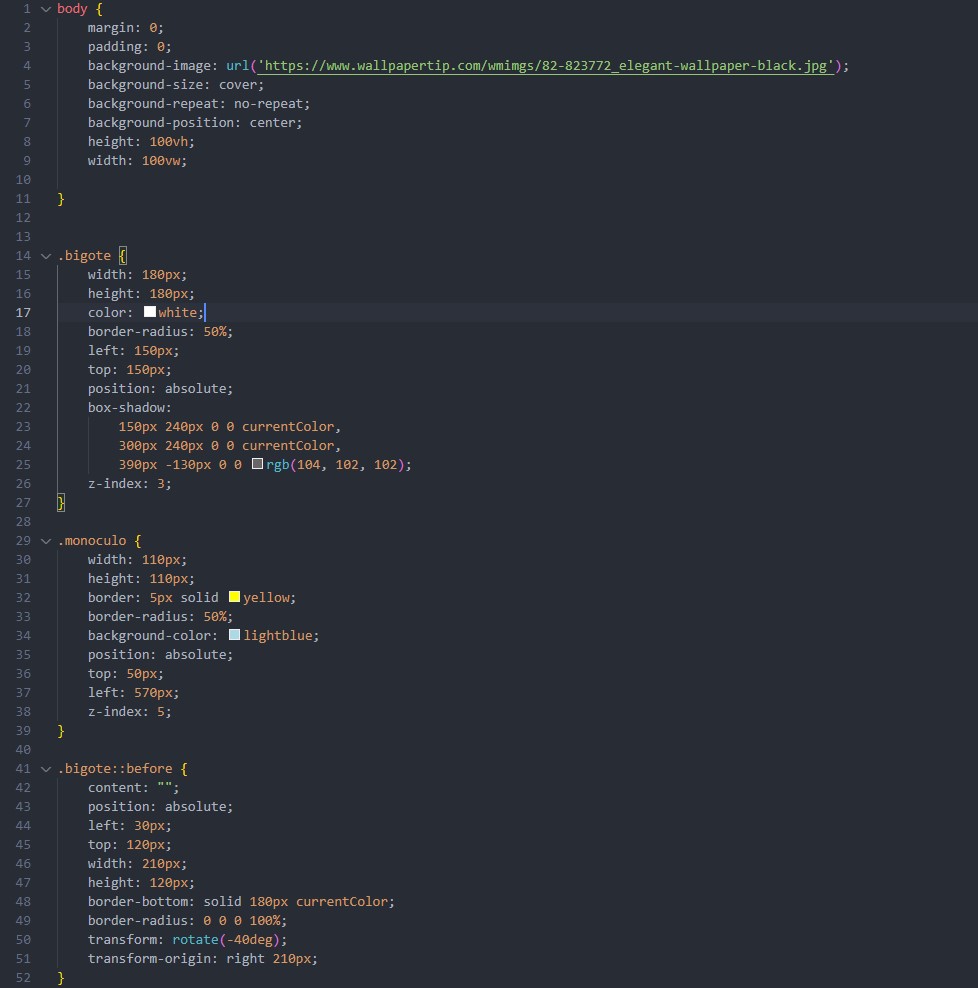 1 body {
2 margin: 0;
3 padding: 0;
4 background-image: url('https://www.wallpapertip.com/wmimgs/82-823772_elegant-wallpaper-black.jpg');
5 background-size: cover;
6 background-repeat: no-repeat;
7 background-position: center;
8 height: 100vh;
9 width: 100vw;
10
11 }
12
13
14 .bigote {
15 width: 180px;
16 height: 180px;
17 color: white;
18 border-radius: 50%;
19 left: 150px;
20 top: 150px;
21 position: absolute;
22 box-shadow:
23 150px 240px 0 0 currentColor,
24 300px 240px 0 0 currentColor,
25 390px -130px 0 0 rgb(104, 102, 102);
26 z-index: 3;
27 }
28
29 .monoculo {
30 width: 110px;
31 height: 110px;
32 border: 5px solid yellow;
33 border-radius: 50%;
34 background-color: lightblue;
35 position: absolute;
36 top: 50px;
37 left: 570px;
38 z-index: 5;
39 }
40
41 .bigote::before {
42 content: "";
43 position: absolute;
44 left: 30px;
45 top: 120px;
46 width: 210px;
47 height: 120px;
48 border-bottom: solid 180px currentColor;
49 border-radius: 0 0 0 100%;
50 transform: rotate(-40deg);
51 transform-origin: right 210px;
52 }